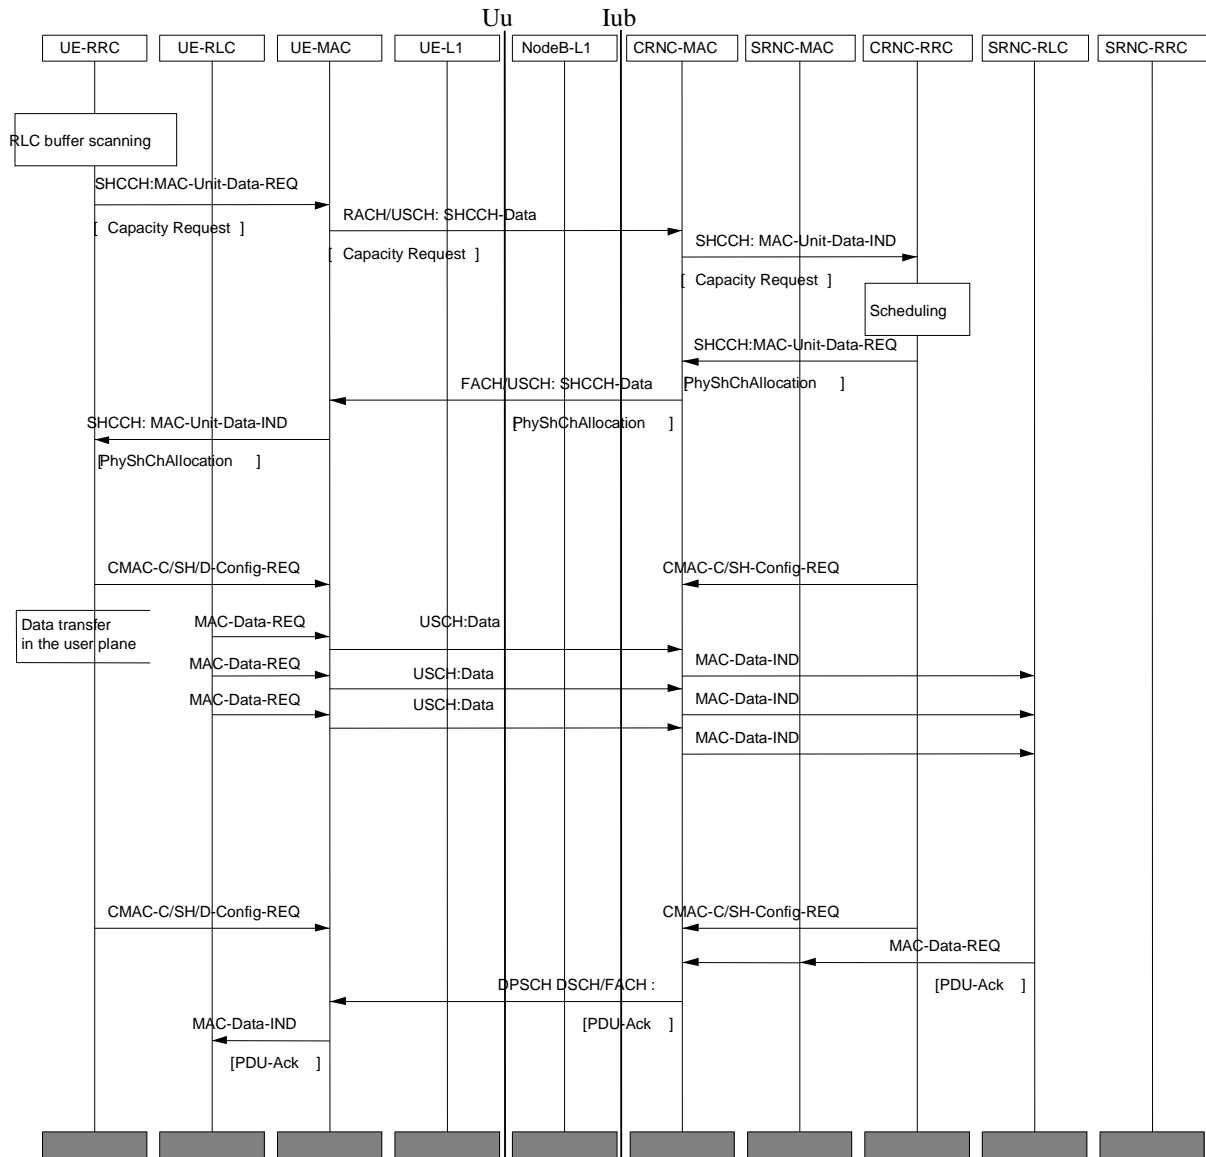 Uu Iub
UE-RRC UE-RLC UE-MAC UE-L1 NodeB-L1 CRNC-MAC SRNC-MAC CRNC-RRC SRNC-RLC SRNC-RRC
RLC buffer scanning
SHCCH:MAC-Unit-Data-REQ
[ Capacity Request ]
RACH/USCH: SHCCH-Data
[ Capacity Request ]
SHCCH: MAC-Unit-Data-IND
[ Capacity Request ]
Scheduling
SHCCH:MAC-Unit-Data-REQ
[PhyShChAllocation ]
FACH/USCH: SHCCH-Data
[PhyShChAllocation ]
SHCCH: MAC-Unit-Data-IND
[PhyShChAllocation ]
CMAC-C/SH/D-Config-REQ
CMAC-C/SH-Config-REQ
Data transfer
in the user plane
MAC-Data-REQ
USCH:Data
MAC-Data-REQ
USCH:Data
MAC-Data-IND
MAC-Data-REQ
USCH:Data
MAC-Data-IND
MAC-Data-IND
CMAC-C/SH/D-Config-REQ
CMAC-C/SH-Config-REQ
MAC-Data-REQ
[PDU-Ack ]
DPSCH DSCH/FACH :
[PDU-Ack ]
MAC-Data-IND
[PDU-Ack ]